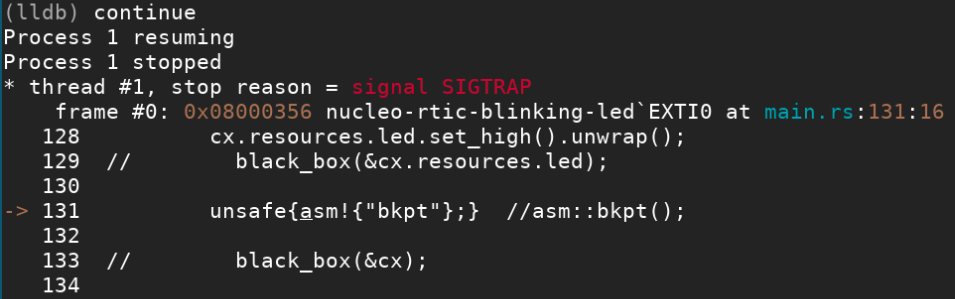 (lldb) continue
Process 1 resuming
Process 1 stopped
* thread #1, stop reason = signal SIGTRAP
    frame #0: 0x08000356 nucleo-rtic-blinking-led`EXTI0 at main.rs:131:16
   128          cx.resources.led.set_high().unwrap();
   129  //        black_box(&cx.resources.led);
   130
-> 131          unsafe{asm!{"bkpt"};}  //asm::bkpt();
   132
   133  //        black_box(&cx);
   134